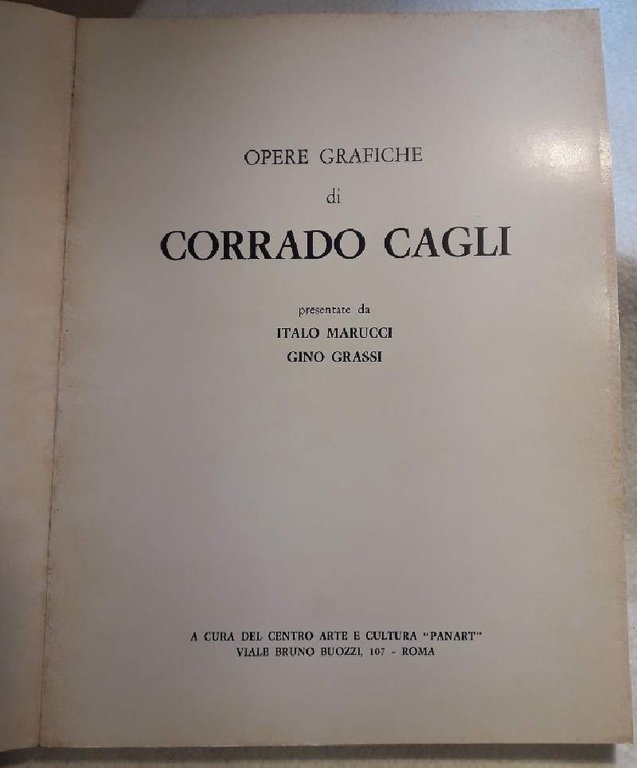 OPERE GRAFICHE
di
CORRADO CAGLI
presentate da
ITALO MARUCCI
GINO GRASSI
A CURA DEL CENTRO ARTE E CULTURA "PANART"
VIALE BRUNO BUOZZI, 107 - ROMA